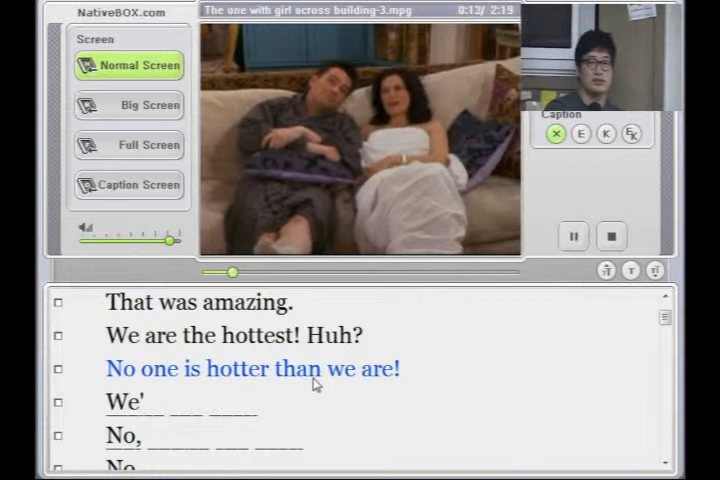 NativeBOX.com
The one with girl across building-3.mpg
0:13/ 2:19
Screen
Normal Screen
Big Screen
Full Screen
Caption Screen
Caption
E
K
EK
T
T
T
That was amazing.
We are the hottest! Huh?
No one is hotter than we are!
We'
No,
No